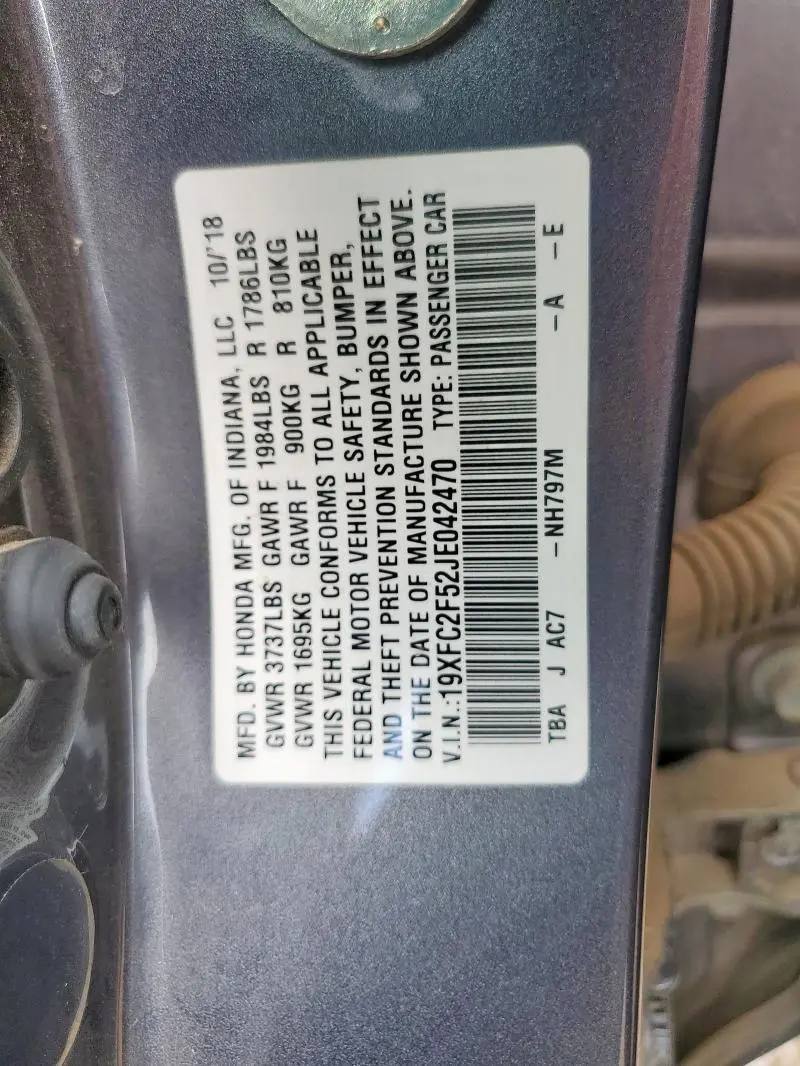 MFD. BY HONDA MFG. OF INDIANA, LLC 10/'18
GVWR 3737LBS GAWR F 1984LBS R 1786LBS
GVWR 1695KG GAWR F 900KG R 810KG
THIS VEHICLE CONFORMS TO ALL APPLICABLE
FEDERAL MOTOR VEHICLE SAFETY, BUMPER,
AND THEFT PREVENTION STANDARDS IN EFFECT
ON THE DATE OF MANUFACTURE SHOWN ABOVE.
V.I.N.:19XFC2F52JE042470 TYPE: PASSENGER CAR
TBA J AC7 -NH797M -A -E